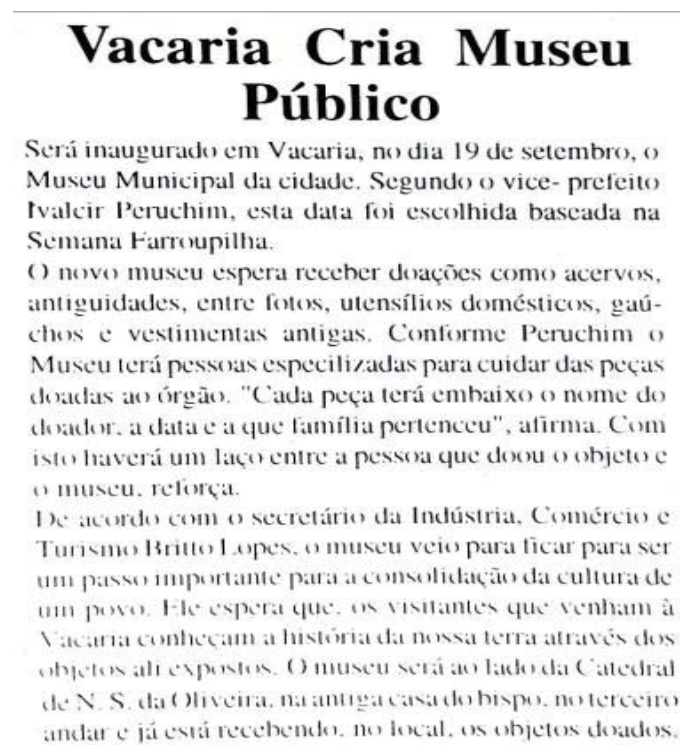 Vacaria Cria Museu
Público
Será inaugurado em Vacaria, no dia 19 de setembro, o
Museu Municipal da cidade. Segundo o vice- prefeito
Ivalcir Peruchim, esta data foi escolhida baseada na
Semana Farroupilha.
O novo museu espera receber doações como acervos,
antiguidades, entre fotos, utensílios domésticos, gaú-
chos e vestimentas antigas. Conforme Peruchim o
Museu terá pessoas especilizadas para cuidar das peças
doadas ao órgão. "Cada peça terá embaixo o nome do
doador, a data e a que família pertenceu", afirma. Com
isto haverá um laço entre a pessoa que doou o objeto e
o museu, reforça.
De acordo com o secretário da Indústria, Comércio e
Turismo Britto Lopes, o museu veio para ficar para ser
um passo importante para a consolidação da cultura de
um povo. Ele espera que, os visitantes que venham à
Vacaria conheçam a história da nossa terra através dos
objetos ali expostos. O museu será ao lado da Catedral
de N. S. da Oliveira, na antiga casa do bispo, no terceiro
andar e já está recebendo, no local, os objetos doados.